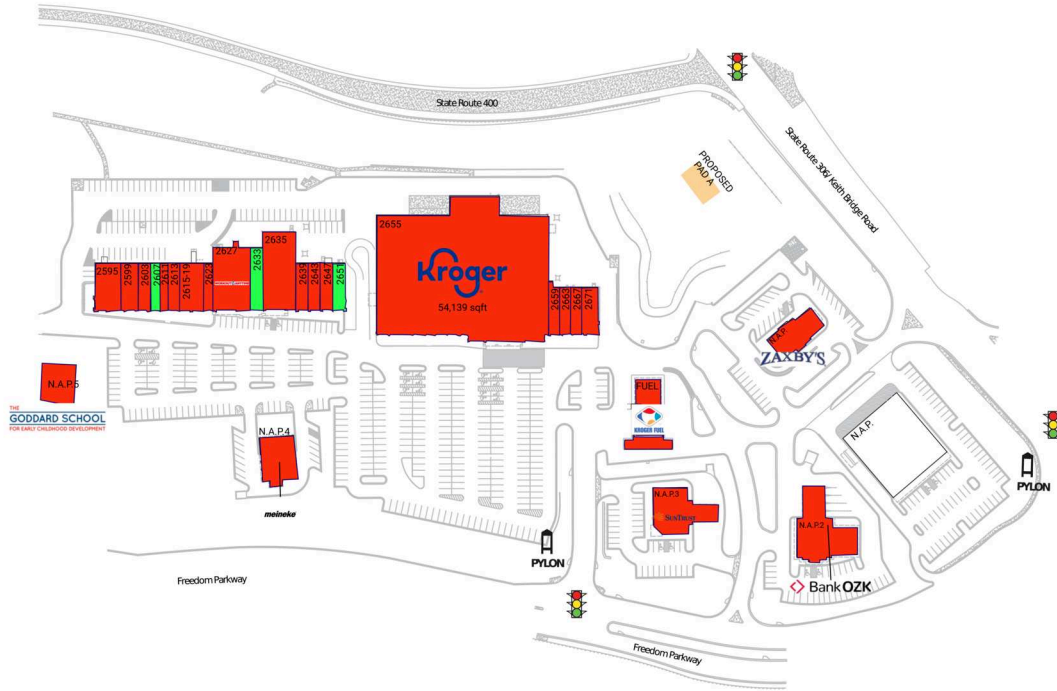 State Route 400
State Route 306/ Keith Bridge Road
PROPOSED
PAD A
2655
2635
2627
2633
2595
2599
2603
2607
2611
2613
2615-19
2623
2639
2643
2647
2651
Kroger
54,139 sqft
2659
2663
2667
2671
N.A.P.
ZAXBY'S
N.A.P.5
THE
GODDARD SCHOOL
FOR EARLY CHILDHOOD DEVELOPMENT
FUEL
KROGER FUEL
N.A.P.4
meineke
N.A.P.
PYLON
N.A.P.3
SUNTRUST
N.A.P.2
Bank OZK
PYLON
Freedom Parkway
Freedom Parkway